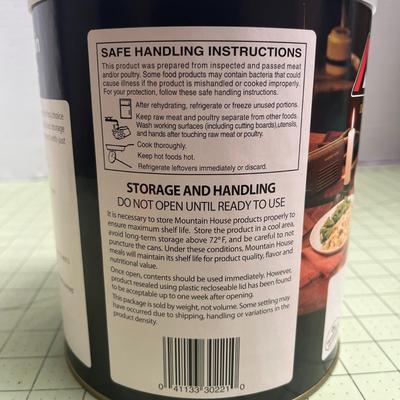 SAFE HANDLING INSTRUCTIONS
This product was prepared from inspected and passed meat
and/or poultry. Some food products may contain bacteria that could
cause illness if the product is mishandled or cooked improperly.
For your protection, follow these safe handling instructions.
After rehydrating, refrigerate or freeze unused portions.
Keep raw meat and poultry separate from other foods.
Wash working surfaces (including cutting boards),utensils,
and hands after touching raw meat or poultry.
Cook thoroughly.
Keep hot foods hot.
Refrigerate leftovers immediately or discard.
STORAGE AND HANDLING
DO NOT OPEN UNTIL READY TO USE
It is necessary to store Mountain House products properly to
ensure maximum shelf life. Store the product in a cool area,
avoid long-term storage above 72°F, and be careful to not
puncture the cans. Under these conditions, Mountain House
meals will maintain its shelf life for product quality, flavor and
nutritional value.
Once open, contents should be used immediately. However,
product resealed using plastic recloseable lid has been found
to be acceptable up to one week after opening.
This package is sold by weight, not volume. Some settling may
have occurred due to shipping, handling or variations in the
product density.
0 41133 30221 0